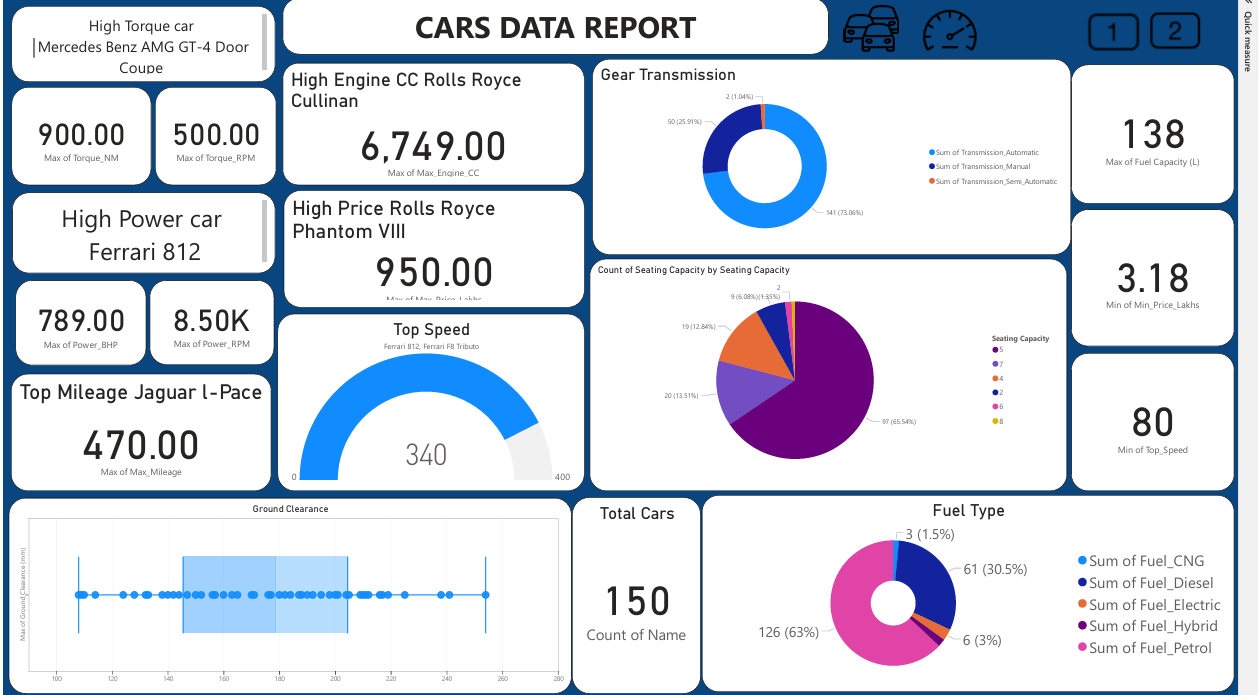 CARS DATA REPORT
1
2
Quick measure
High Torque car
Mercedes Benz AMG GT-4 Door
Coupe
900.00
Max of Torque_NM
500.00
Max of Torque_RPM
High Power car
Ferrari 812
789.00
Max of Power_BHP
8.50K
Max of Power_RPM
Top Mileage Jaguar l-Pace
470.00
Max of Max_Mileage
High Engine CC Rolls Royce
Cullinan
6,749.00
Max of Max_Engine_CC
High Price Rolls Royce
Phantom VIII
950.00
Max of Max_Price_Lakhs
Top Speed
Ferrari 812, Ferrari F8 Tributo
340
0
400
Gear Transmission
2 (1.04%)
50 (25.91%)
141 (73.06%)
Sum of Transmission_Automatic
Sum of Transmission_Manual
Sum of Transmission_Semi_Automatic
Count of Seating Capacity by Seating Capacity
2
9 (6.08%)
(1.35%)
19 (12.84%)
20 (13.51%)
97 (65.54%)
Seating Capacity
5
7
4
2
6
8
138
Max of Fuel Capacity (L)
3.18
Min of Min_Price_Lakhs
80
Min of Top_Speed
Ground Clearance
Max of Ground_Clearance (mm)
100 120 140 160 180 200 220 240 260 280
Total Cars
150
Count of Name
Fuel Type
3 (1.5%)
61 (30.5%)
6 (3%)
126 (63%)
Sum of Fuel_CNG
Sum of Fuel_Diesel
Sum of Fuel_Electric
Sum of Fuel_Hybrid
Sum of Fuel_Petrol